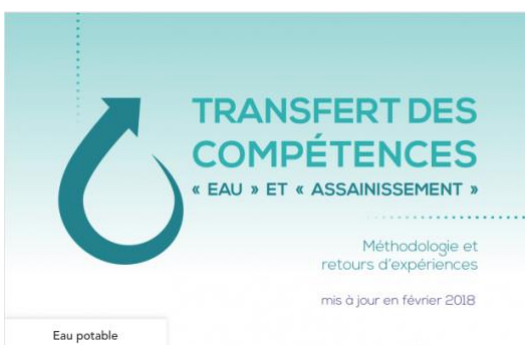 TRANSFERT DES
COMPÉTENCES
« EAU » ET « ASSAINISSEMENT »
Méthodologie et
retours d'expériences
mis à jour en février 2018
Eau potable